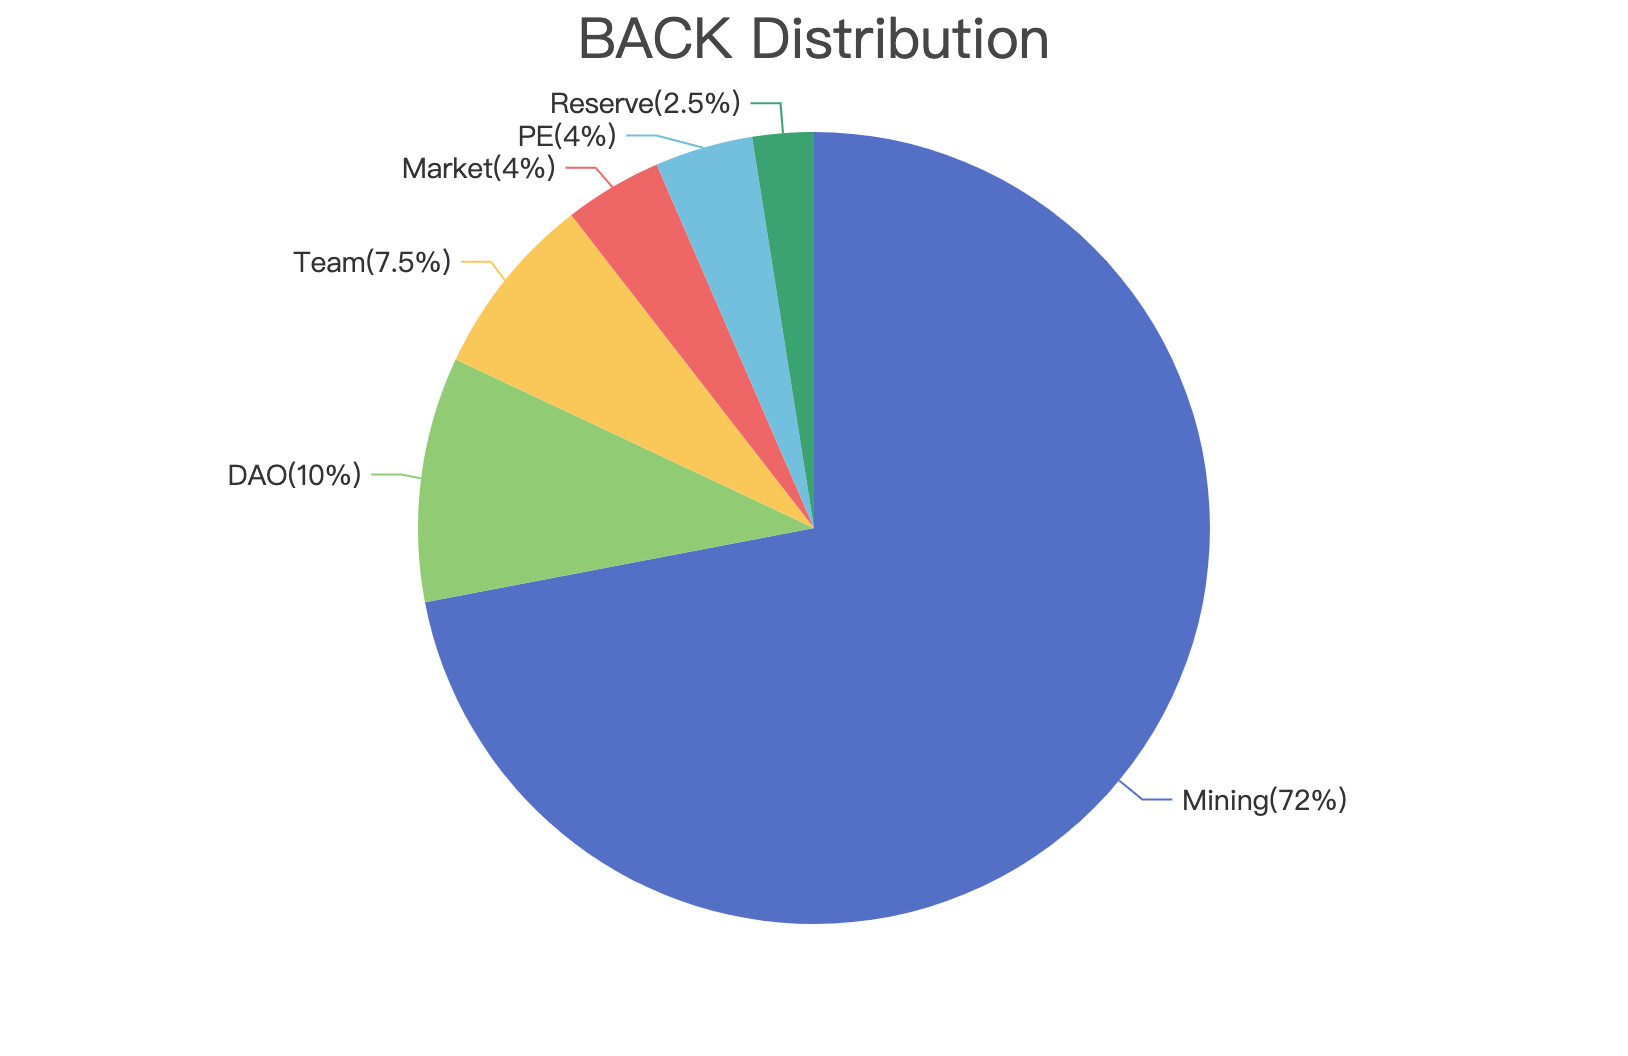 BACK Distribution
Reserve(2.5%)
PE(4%)
Market(4%)
Team(7.5%)
DAO(10%)
Mining(72%)